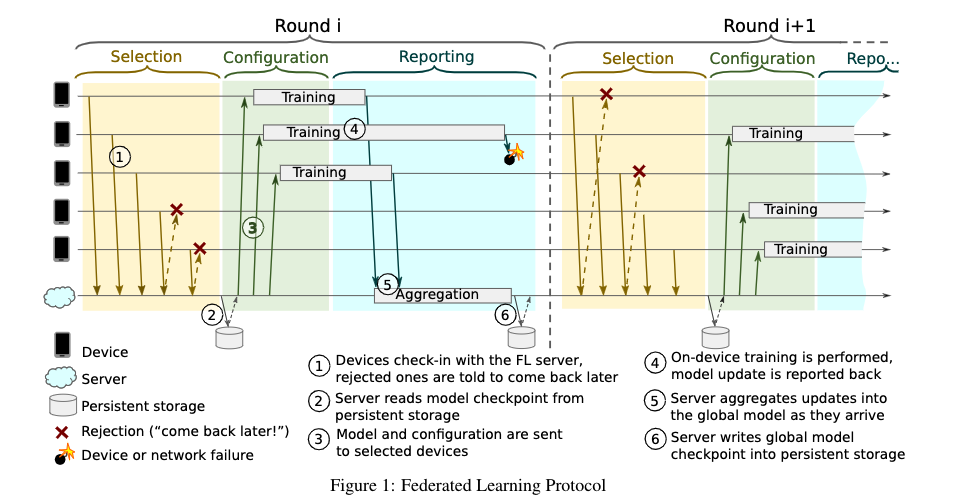 Round i
Round i+1
Selection
Configuration
Reporting
Selection
Configuration
Repo...
Training
Training
4
Training
1
3
5
Aggregation
2
6
Training
Training
Training
Device
Server
Persistent storage
Rejection (“come back later!”)
Device or network failure
1 Devices check-in with the FL server,
rejected ones are told to come back later
2 Server reads model checkpoint from
persistent storage
3 Model and configuration are sent
to selected devices
4 On-device training is performed,
model update is reported back
5 Server aggregates updates into
the global model as they arrive
6 Server writes global model
checkpoint into persistent storage
Figure 1: Federated Learning Protocol